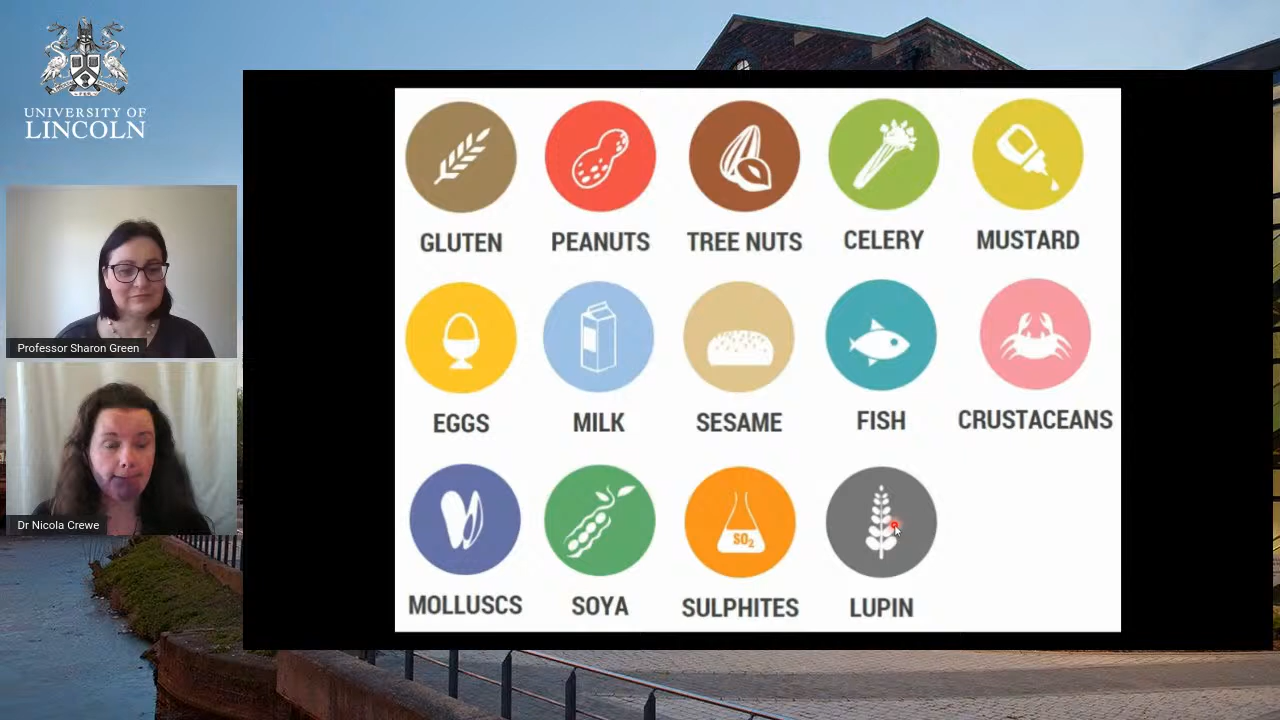 UNIVERSITY OF
LINCOLN
Professor Sharon Green
Dr Nicola Crewe
GLUTEN
PEANUTS
TREE NUTS
CELERY
MUSTARD
EGGS
MILK
SESAME
FISH
CRUSTACEANS
SO2
MOLLUSCS
SOYA
SULPHITES
LUPIN